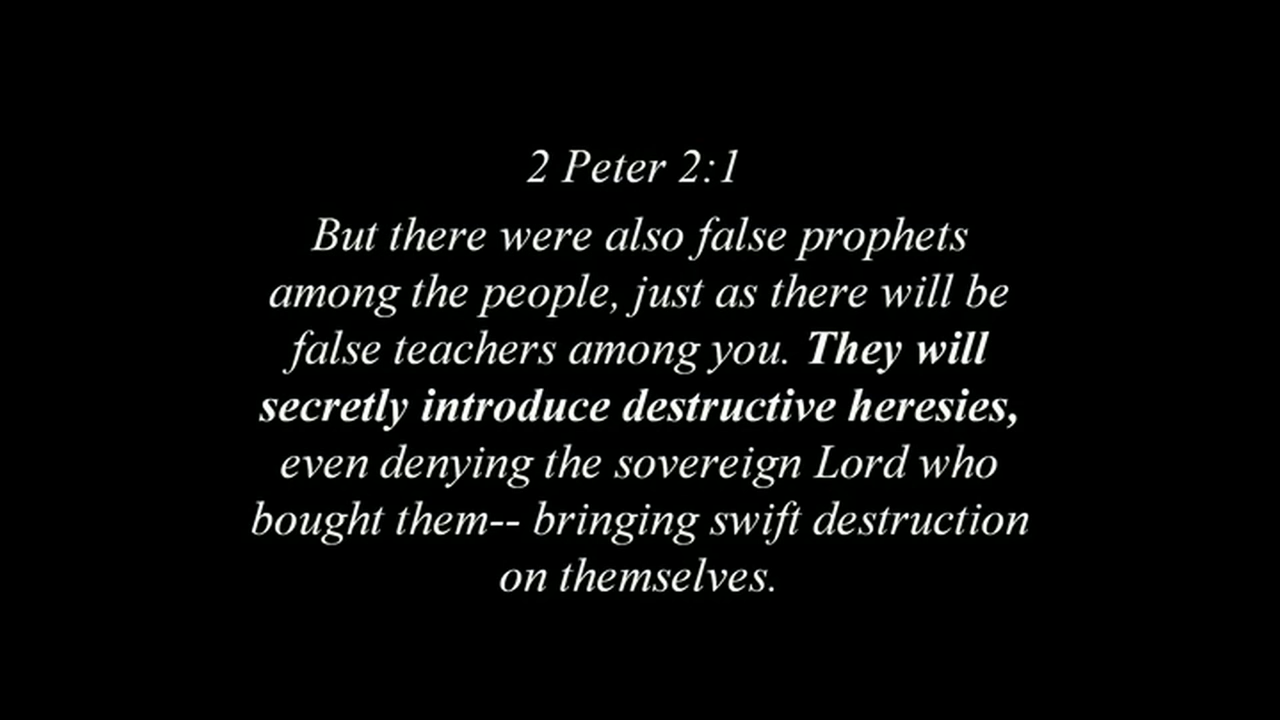 2 Peter 2:1
But there were also false prophets
among the people, just as there will be
false teachers among you. They will
secretly introduce destructive heresies,
even denying the sovereign Lord who
bought them-- bringing swift destruction
on themselves.